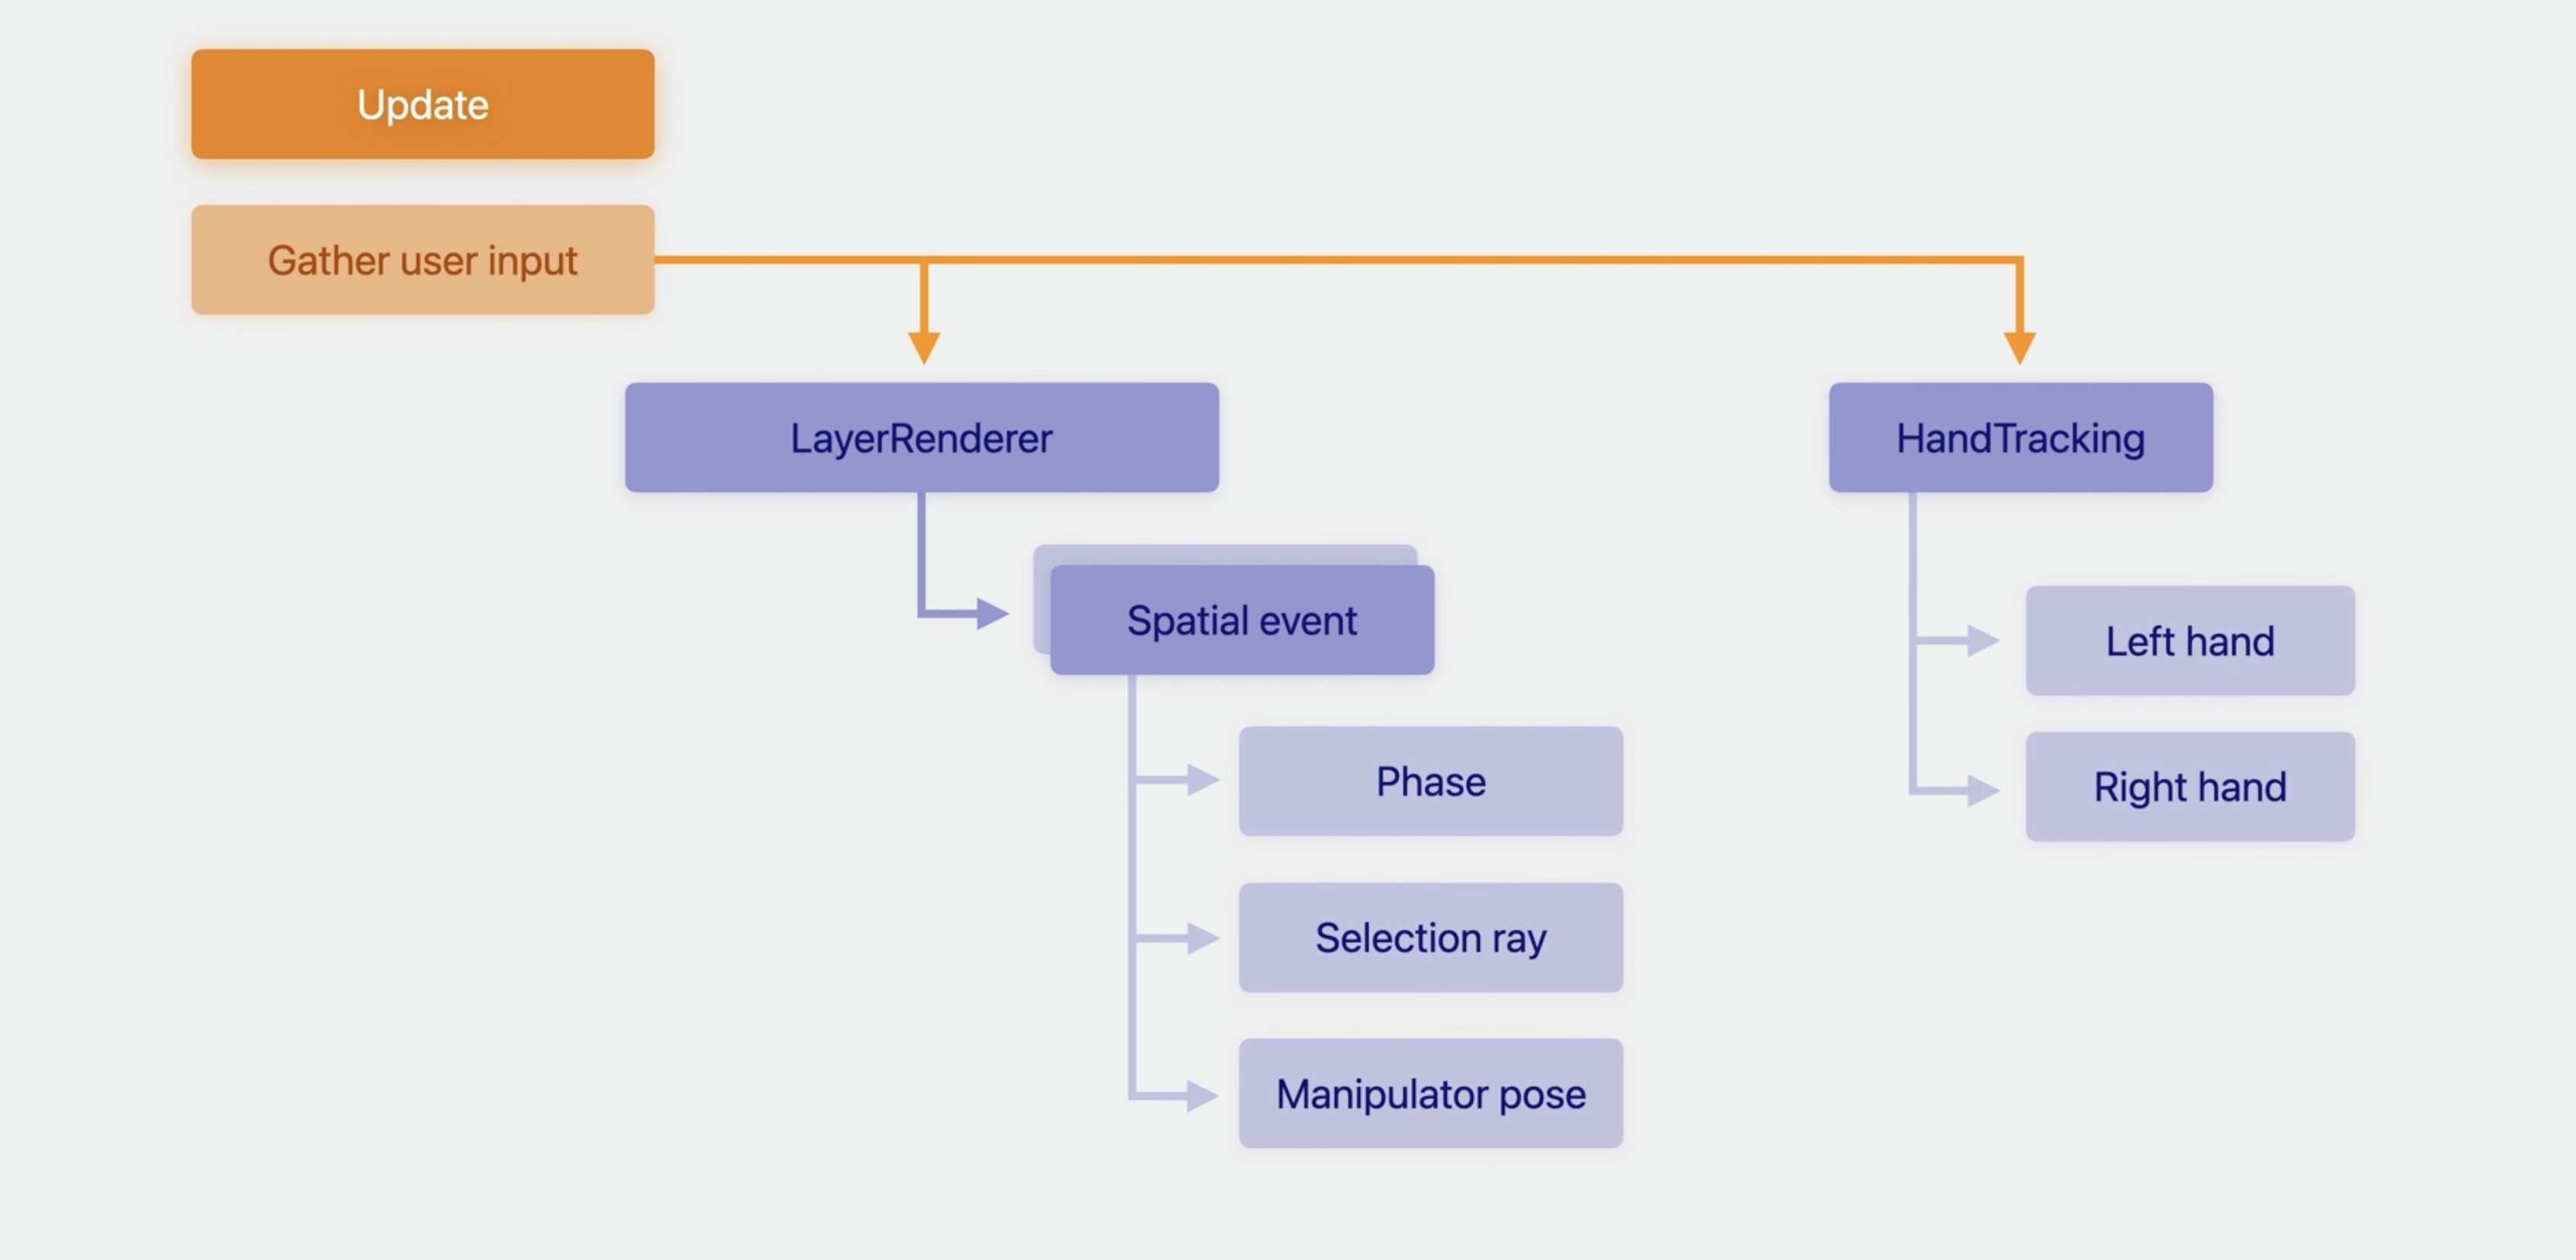 Update
Gather user input
LayerRenderer
HandTracking
Spatial event
Left hand
Right hand
Phase
Selection ray
Manipulator pose